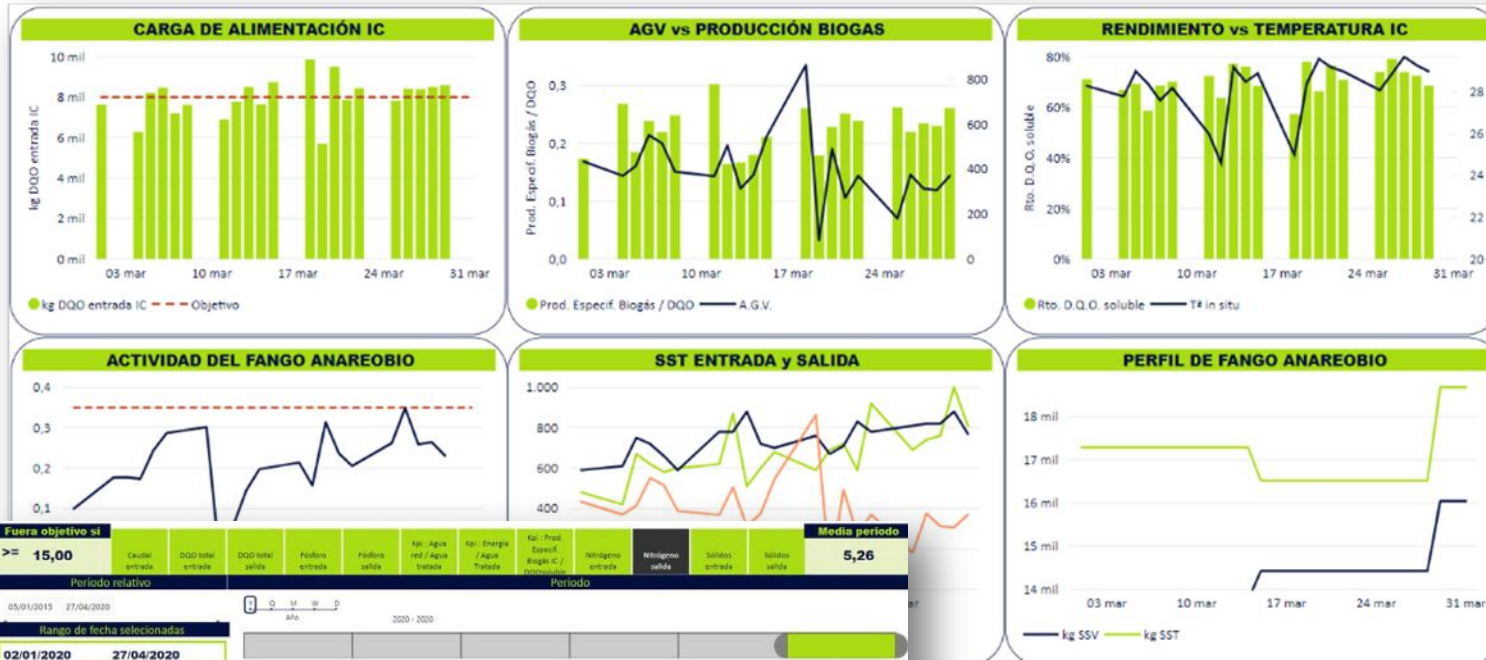 CARGA DE ALIMENTACIÓN IC
10 mil
8 mil
6 mil
4 mil
2 mil
0 mil
kg DQO entrada IC
03 mar 10 mar 17 mar 24 mar 31 mar
kg DQO entrada IC Objetivo
AGV vs PRODUCCIÓN BIOGAS
0,3
0,2
0,1
0,0
Prod. Especif. Biogás / DQO
800
600
400
200
0
03 mar 10 mar 17 mar 24 mar
Prod. Especif. Biogás / DQO A.G.V.
RENDIMIENTO vs TEMPERATURA IC
80%
60%
40%
20%
0%
Rto. D.Q.O. soluble
28
26
24
22
20
03 mar 10 mar 17 mar 24 mar 31 mar
Rto. D.Q.O. soluble Tª in situ
ACTIVIDAD DEL FANGO ANAREOBIO
0,4
0,3
0,2
0,1
SST ENTRADA y SALIDA
1.000
800
600
400
PERFIL DE FANGO ANAREOBIO
18 mil
17 mil
16 mil
15 mil
14 mil
03 mar 10 mar 17 mar 24 mar 31 mar
kg SSV kg SST
Fuera objetivo si
>= 15,00
Caudal entrada
DQO total entrada
DQO total salida
Fósforo entrada
Fósforo salida
Kpi : Agua red / Agua tratada
Kpi : Energía / Agua Tratada
Kpi : Prod. Especif. Biogás IC / DQOsoluble
Nitrógeno entrada
Nitrógeno salida
Sólidos entrada
Sólidos salida
Media periodo
5,26
Periodo relativo
Periodo
05/01/2015 27/04/2020
Y Q M W D
Año
2020 - 2020
Rango de fecha selecionadas
02/01/2020 27/04/2020